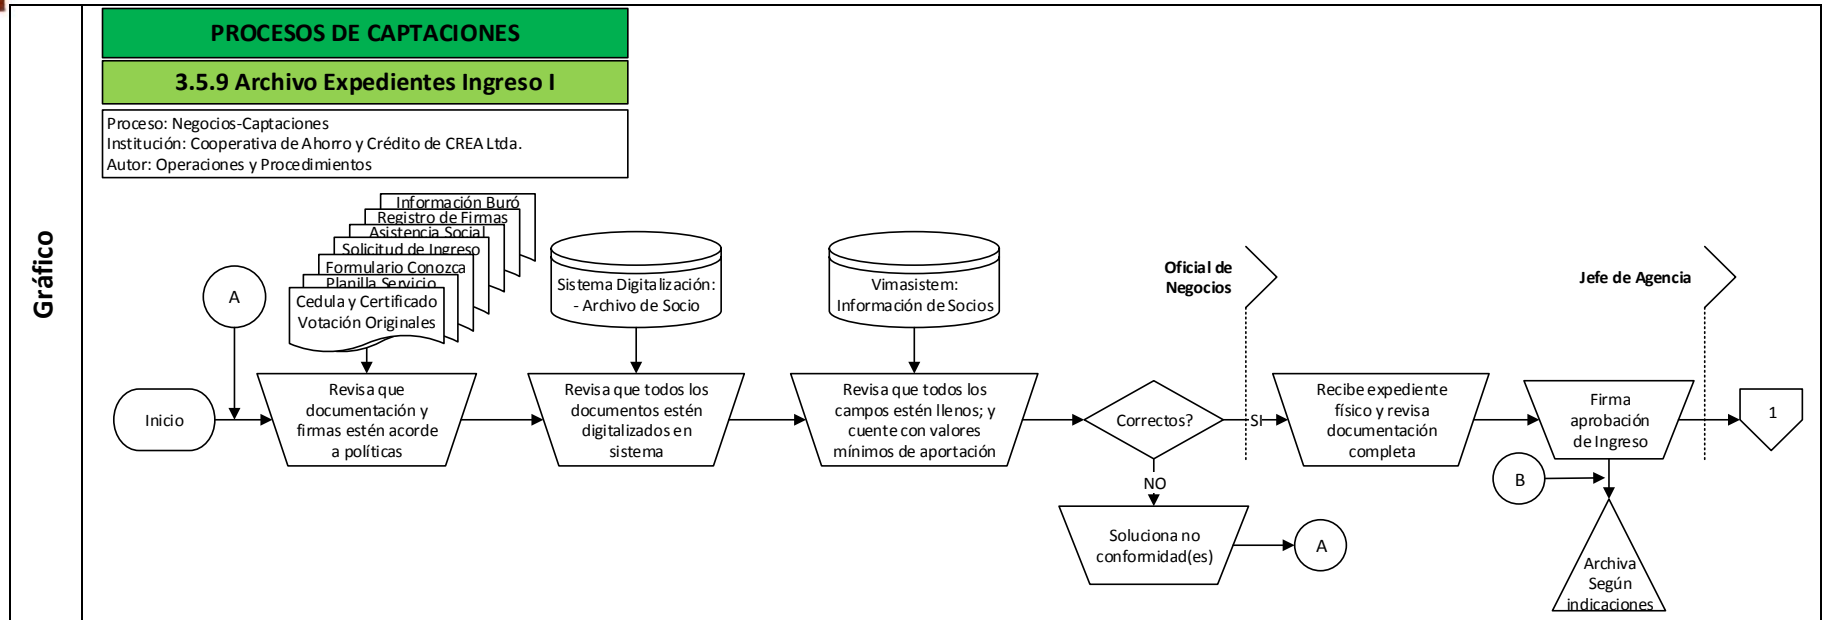 Gráfico
PROCESOS DE CAPTACIONES
3.5.9 Archivo Expedientes Ingreso I
Proceso: Negocios-Captaciones
Institución: Cooperativa de Ahorro y Crédito de CREA Ltda.
Autor: Operaciones y Procedimientos
Información Buró
Registro de Firmas
Asistencia Social
Solicitud de Ingreso
Formulario Conozca
Planilla Servicio
Cedula y Certificado
Votación Originales
A
Sistema Digitalización:
- Archivo de Socio
Vimasistem:
Información de Socios
Oficial de
Negocios
Jefe de Agencia
Inicio
Revisa que
documentación y
firmas estén acorde
a políticas
Revisa que todos los
documentos estén
digitalizados en
sistema
Revisa que todos los
campos estén llenos; y
cuente con valores
mínimos de aportación
Correctos?
SI
Recibe expediente
físico y revisa
documentación
completa
Firma
aprobación
de Ingreso
1
NO
B
Soluciona no
conformidad(es)
A
Archiva
Según
indicaciones